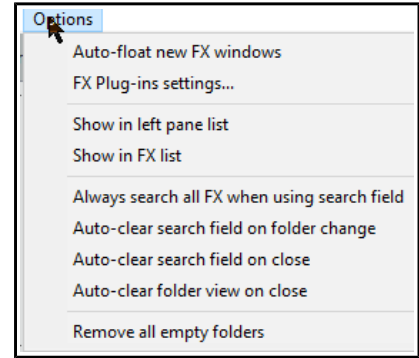 Options
Auto-float new FX windows
FX Plug-ins settings...
Show in left pane list
Show in FX list
Always search all FX when using search field
Auto-clear search field on folder change
Auto-clear search field on close
Auto-clear folder view on close
Remove all empty folders